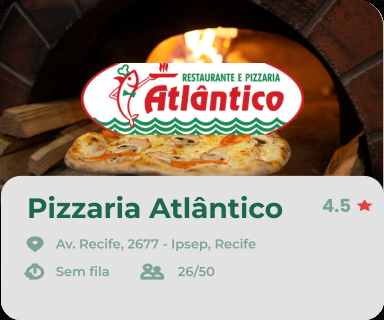 RESTAURANTE E PIZZARIA
Atlântico
Pizzaria Atlântico
4.5
Av. Recife, 2677 - Ipsep, Recife
Sem fila
26/50